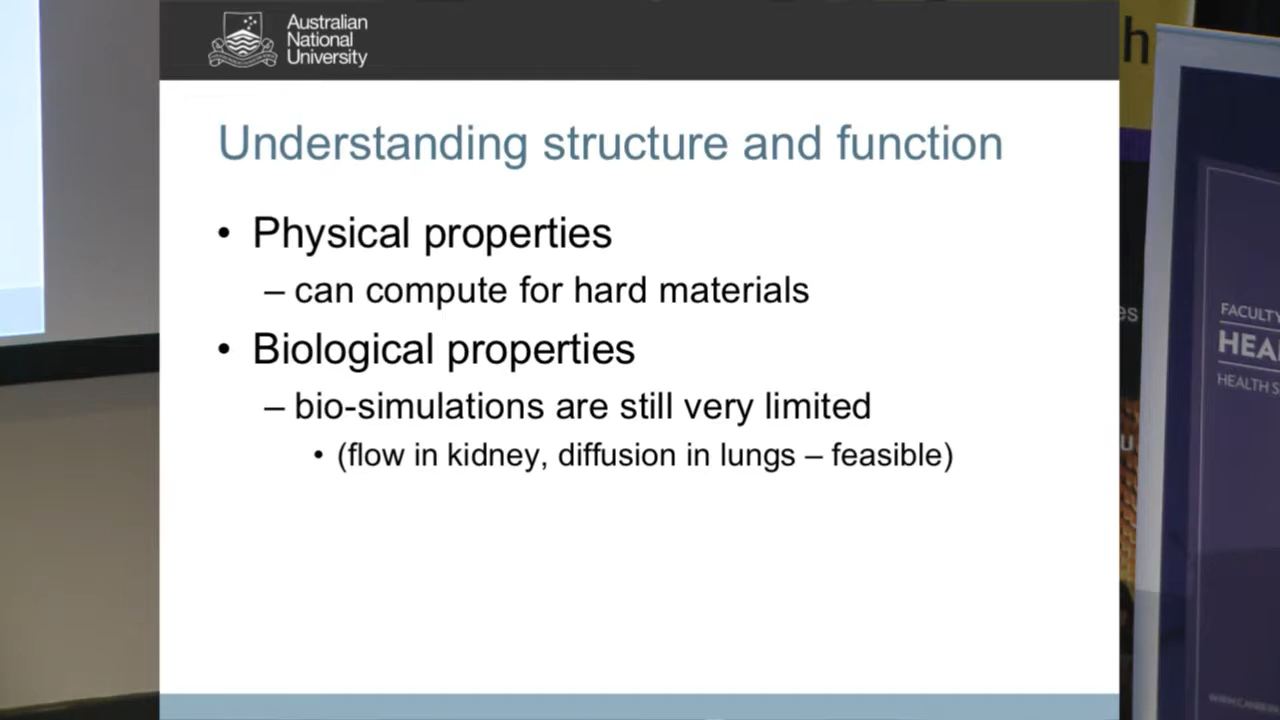 Australian
National
University
Understanding structure and function
• Physical properties
– can compute for hard materials
• Biological properties
– bio-simulations are still very limited
• (flow in kidney, diffusion in lungs – feasible)
h
es
u
FACULTY
HEA
HEALTH S